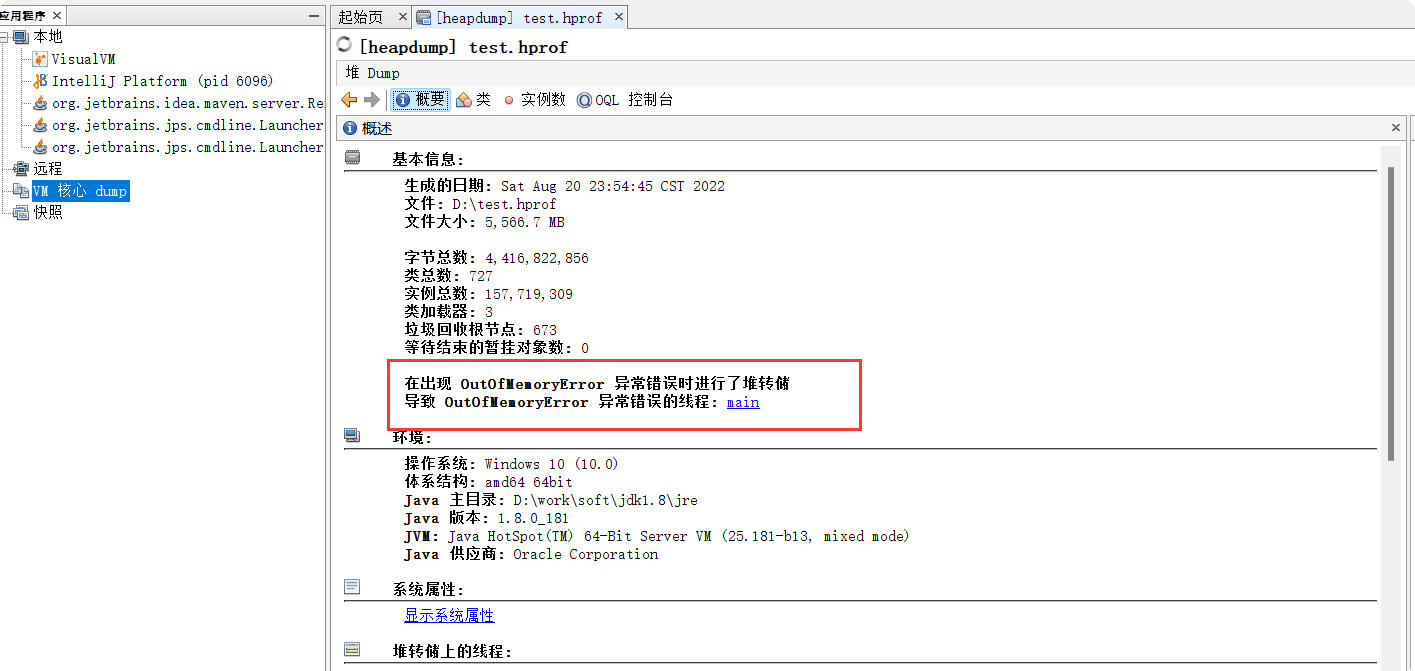 应用程序
本地
VisualVM
IntelliJ Platform (pid 6096)
org.jetbrains.idea.maven.server.Re
org.jetbrains.jps.cmdline.Launcher
org.jetbrains.jps.cmdline.Launcher
远程
VM 核心 dump
快照
起始页 [heapdump] test.hprof
[heapdump] test.hprof
堆 Dump
概要 类 实例数 OQL 控制台
概述
基本信息:
生成的日期: Sat Aug 20 23:54:45 CST 2022
文件: D:\test.hprof
文件大小: 5,566.7 MB
字节总数: 4,416,822,856
类总数: 727
实例总数: 157,719,309
类加载器: 3
垃圾回收根节点: 673
等待结束的暂挂对象数: 0
在出现 OutOfMemoryError 异常错误时进行了堆转储
导致 OutOfMemoryError 异常错误的线程: main
环境:
操作系统: Windows 10 (10.0)
体系结构: amd64 64bit
Java 主目录: D:\work\soft\jdk1.8\jre
Java 版本: 1.8.0_181
JVM: Java HotSpot(TM) 64-Bit Server VM (25.181-b13, mixed mode)
Java 供应商: Oracle Corporation
系统属性:
显示系统属性
堆转储上的线程: